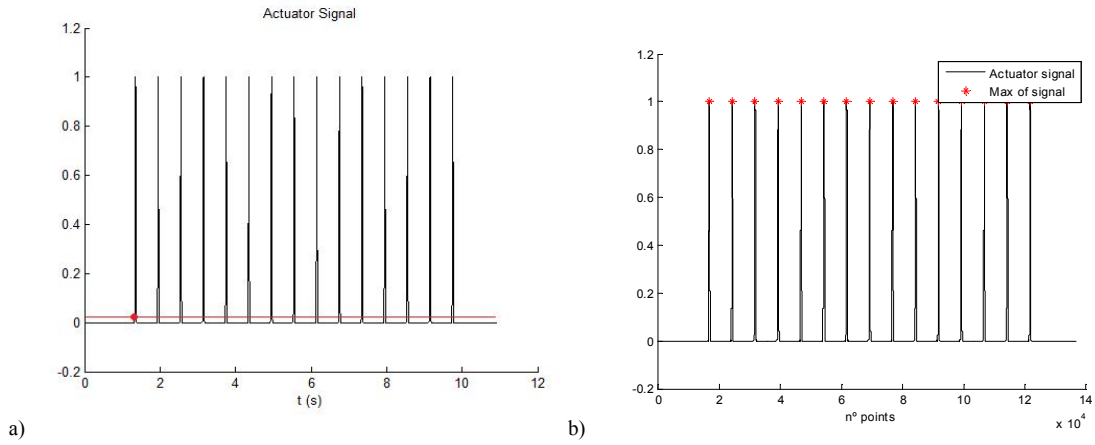 Actuator Signal
1.2
1
0.8
0.6
0.4
0.2
0
-0.2
0 2 4 6 8 10 12
t (s)
a)
1.2
1
0.8
0.6
0.4
0.2
0
-0.2
0 2 4 6 8 10 12 14
nº points
x 10⁴
Actuator signal
Max of signal
b)